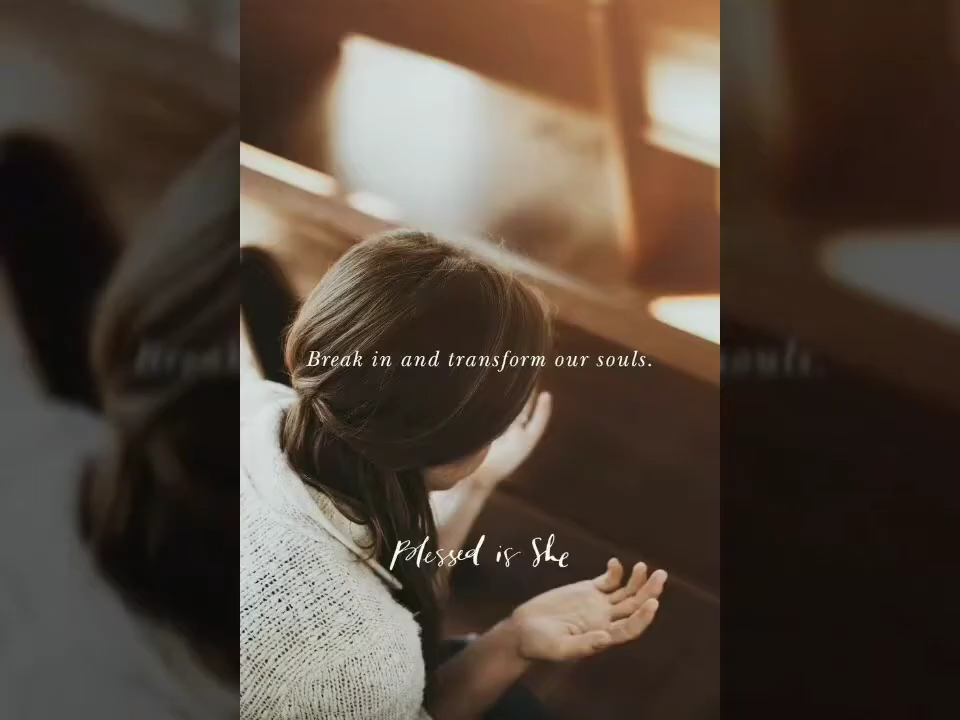 Break in and transform our souls.
Blessed is She